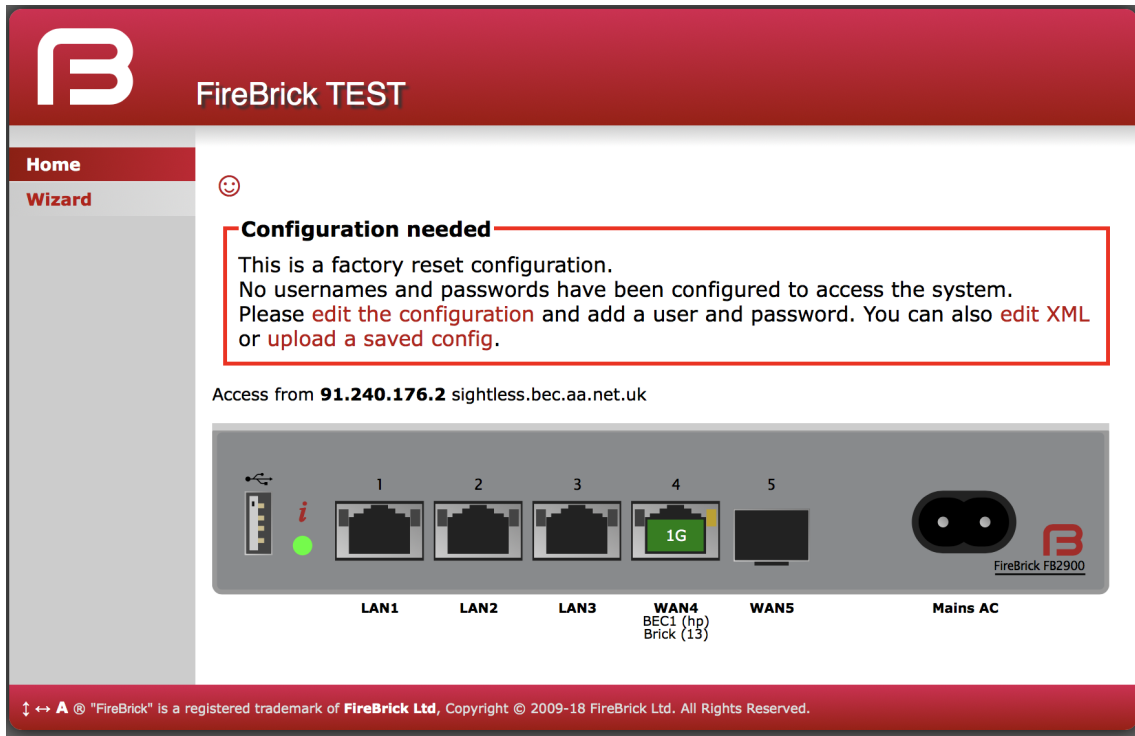 FireBrick TEST
Home
Wizard
Configuration needed
This is a factory reset configuration.
No usernames and passwords have been configured to access the system.
Please edit the configuration and add a user and password. You can also edit XML
or upload a saved config.
Access from 91.240.176.2 sightless.bec.aa.net.uk
1 2 3 4 5
i
1G
FireBrick FB2900
LAN1 LAN2 LAN3 WAN4 WAN5 Mains AC
BEC1 (hp)
Brick (13)
↕ ↔ A ® "FireBrick" is a registered trademark of FireBrick Ltd, Copyright © 2009-18 FireBrick Ltd. All Rights Reserved.